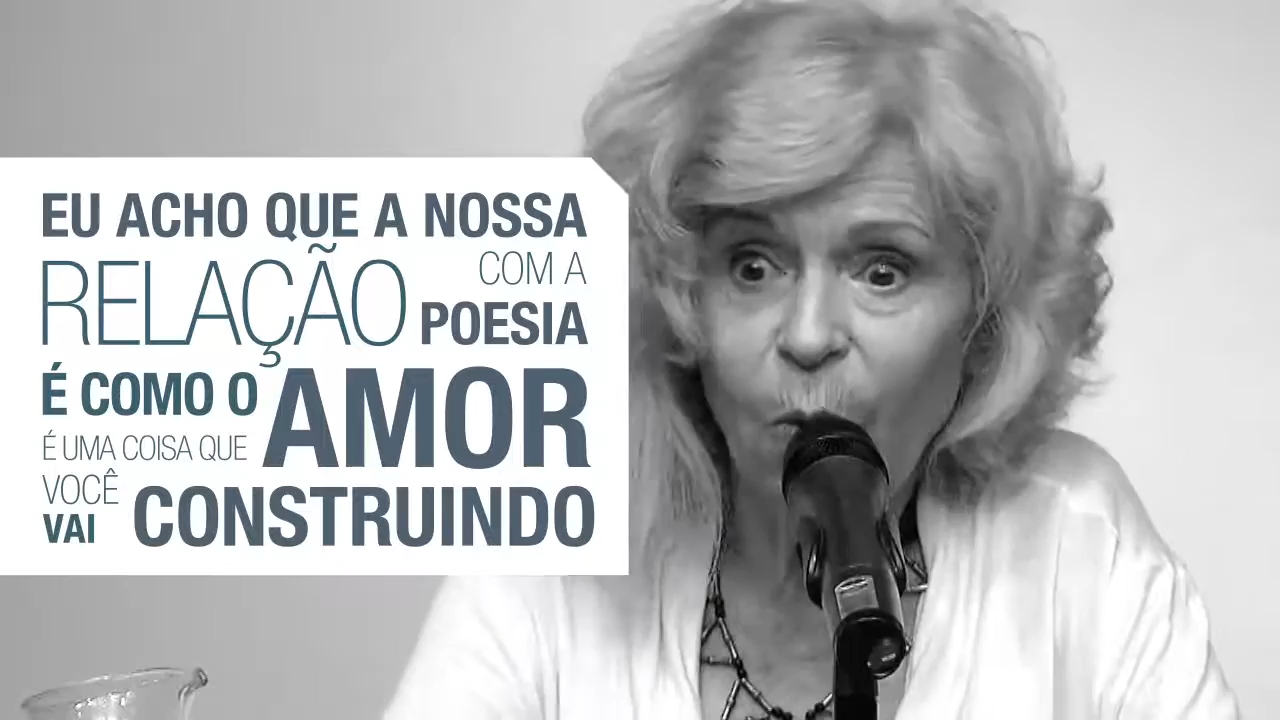 EU ACHO QUE A NOSSA
RELAÇÃO COM A
POESIA
É COMO O AMOR
É UMA COISA QUE
VOCÊ
VAI CONSTRUINDO